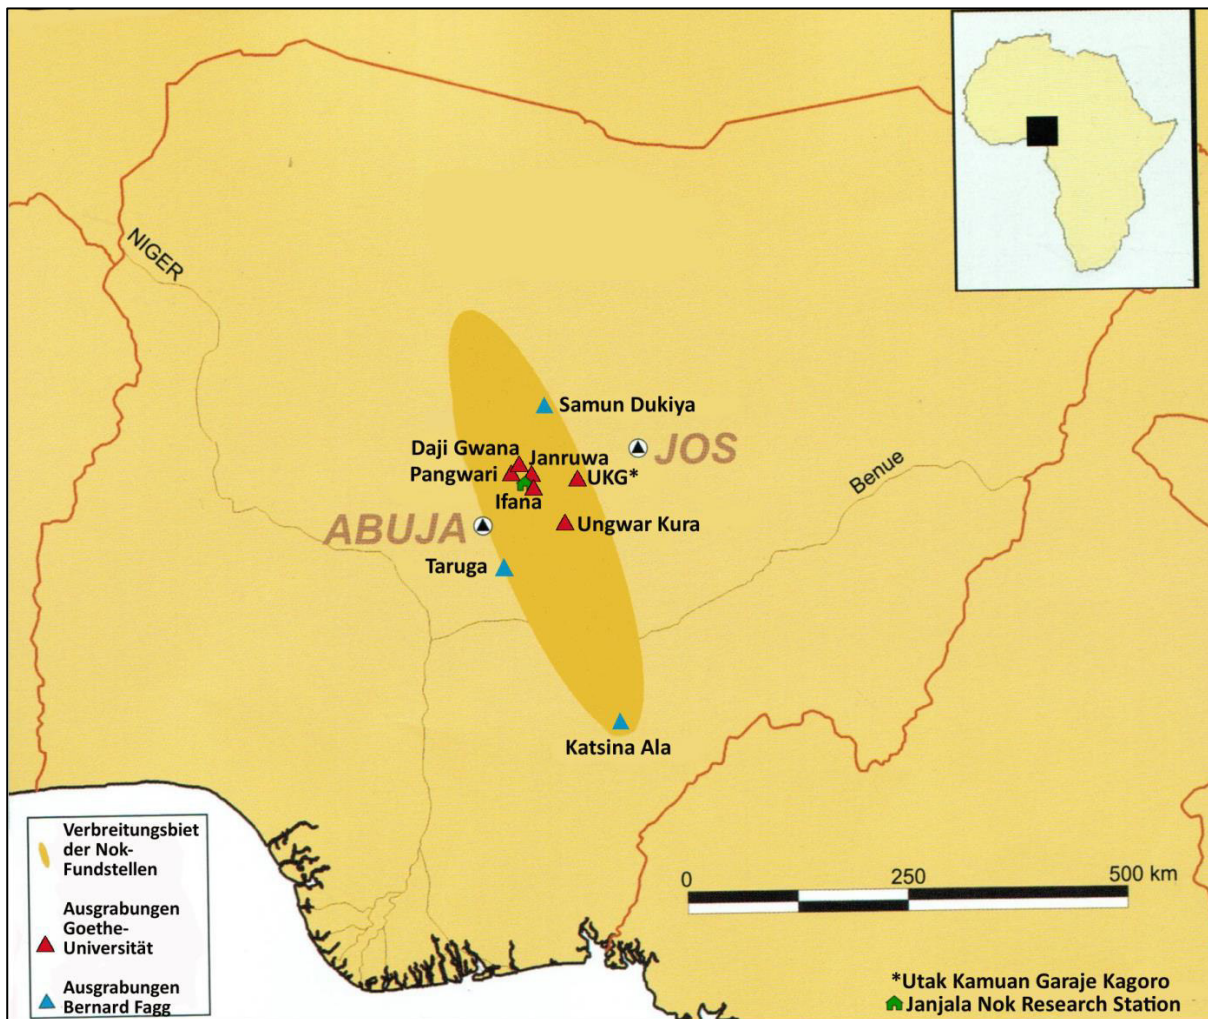 NIGER
Samun Dukiya
Daji Gwana
JOS
Janruwa
Pangwari
UKG*
Benue
Ifana
ABUJA
Ungwar Kura
Taruga
Katsina Ala
Verbreitungsbiet
der Nok-
Fundstellen
Ausgrabungen
Goethe-
Universität
Ausgrabungen
Bernard Fagg
0 250 500 km
*Utak Kamuan Garaje Kagoro
Janjala Nok Research Station